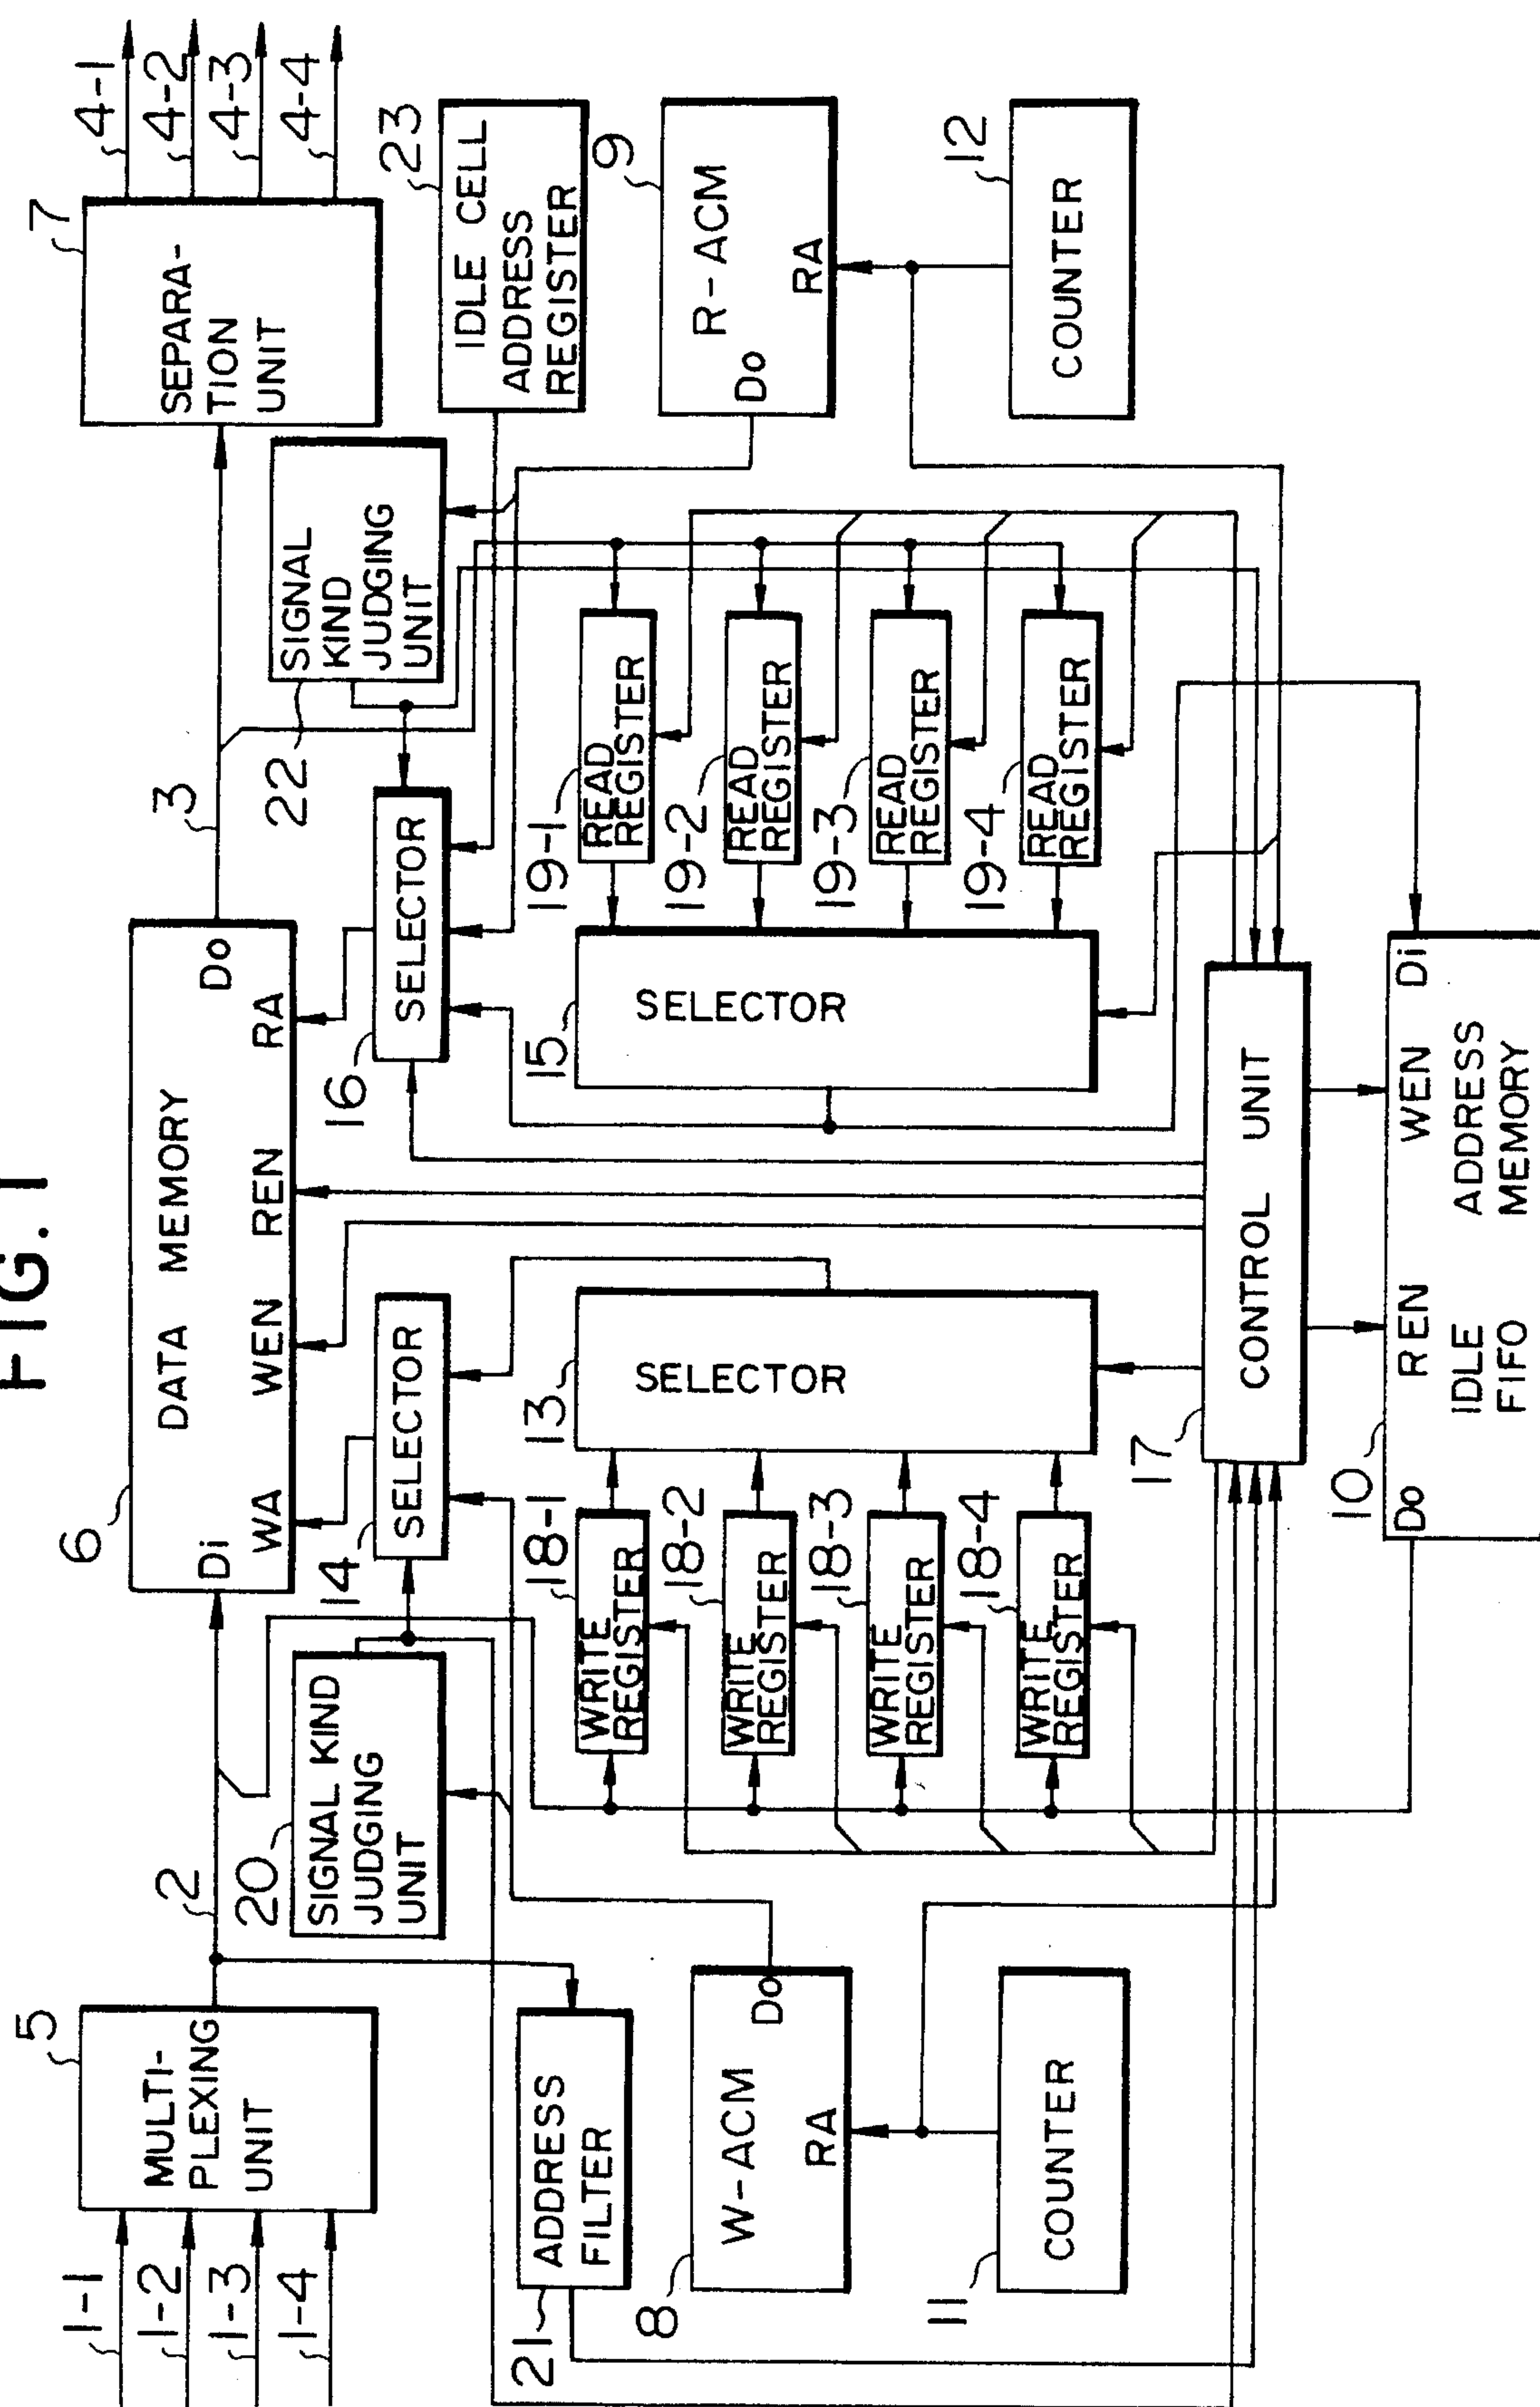 FIG. 1
1-1
1-2
1-3
1-4
5
MULTI-
PLEXING
UNIT
2
20
SIGNAL KIND
JUDGING
UNIT
21
ADDRESS
FILTER
8
W-ACM
Do
RA
11
COUNTER
6
DATA MEMORY
Di
WA
WEN
REN
RA
Do
14
SELECTOR
16
SELECTOR
18-1
WRITE
REGISTER
18-2
WRITE
REGISTER
18-3
WRITE
REGISTER
18-4
WRITE
REGISTER
13
SELECTOR
15
SELECTOR
17
CONTROL UNIT
10
Do
REN
WEN
Di
IDLE ADDRESS
FIFO MEMORY
19-1
READ
REGISTER
19-2
READ
REGISTER
19-3
READ
REGISTER
19-4
READ
REGISTER
3
22
SIGNAL
KIND
JUDGING
UNIT
7
SEPARA-
TION
UNIT
4-1
4-2
4-3
4-4
23
IDLE CELL
ADDRESS
REGISTER
9
R-ACM
Do
RA
12
COUNTER